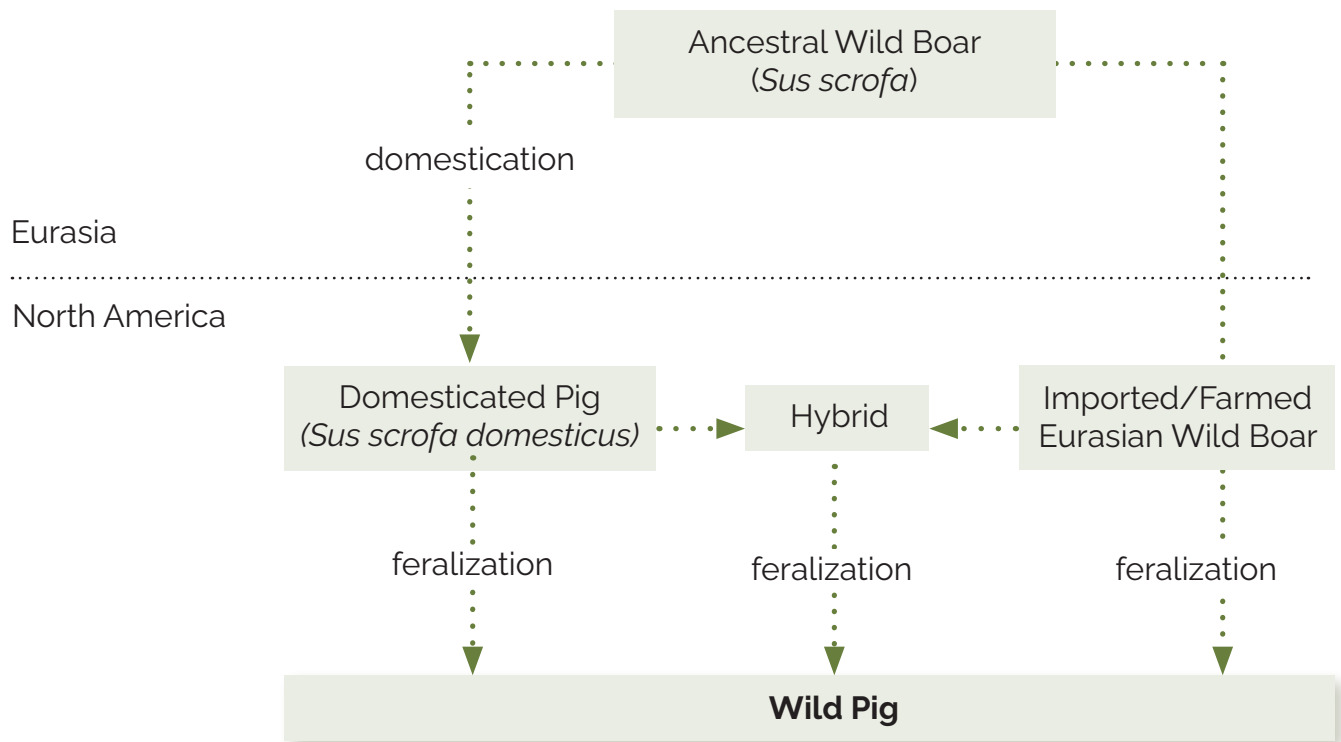 Ancestral Wild Boar
(Sus scrofa)
domestication
Eurasia
North America
Domesticated Pig
(Sus scrofa domesticus)
Hybrid
Imported/Farmed
Eurasian Wild Boar
feralization
feralization
feralization
Wild Pig